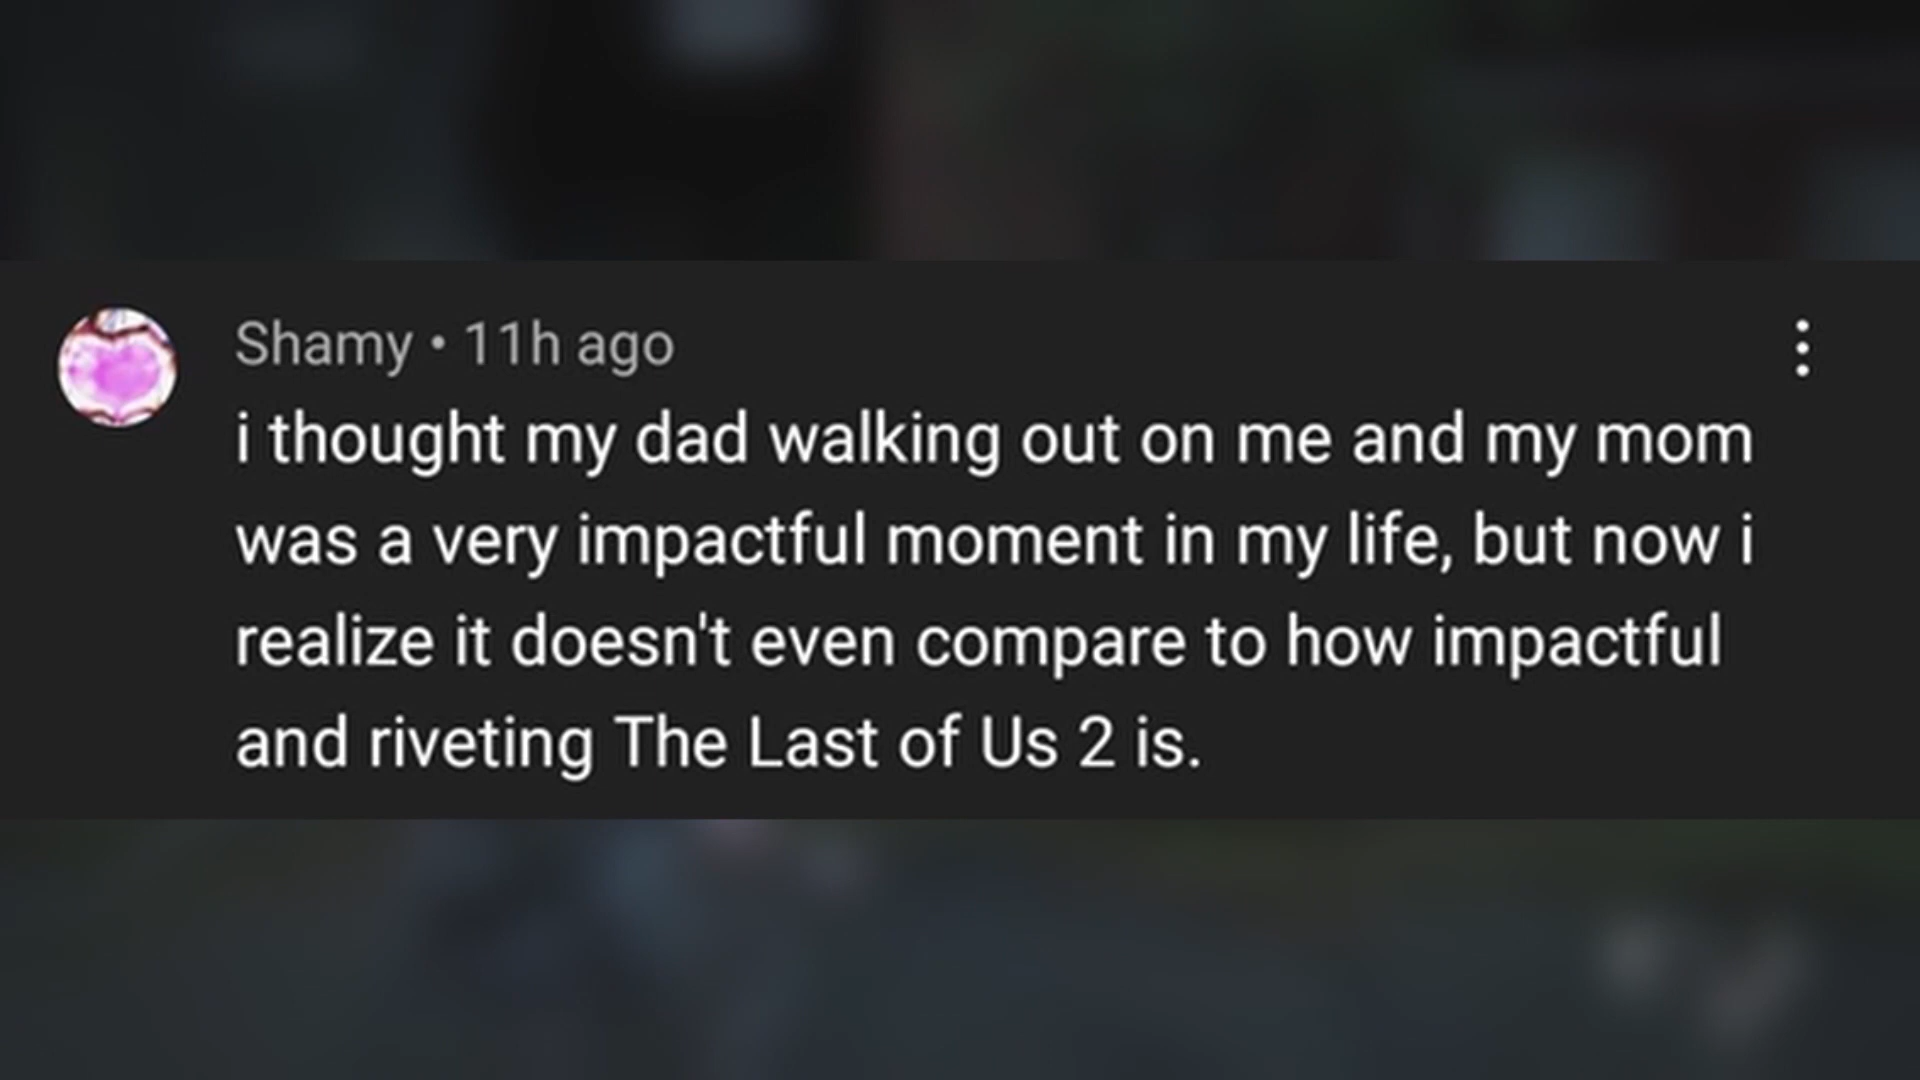 Shamy • 11h ago
i thought my dad walking out on me and my mom
was a very impactful moment in my life, but now i
realize it doesn't even compare to how impactful
and riveting The Last of Us 2 is.